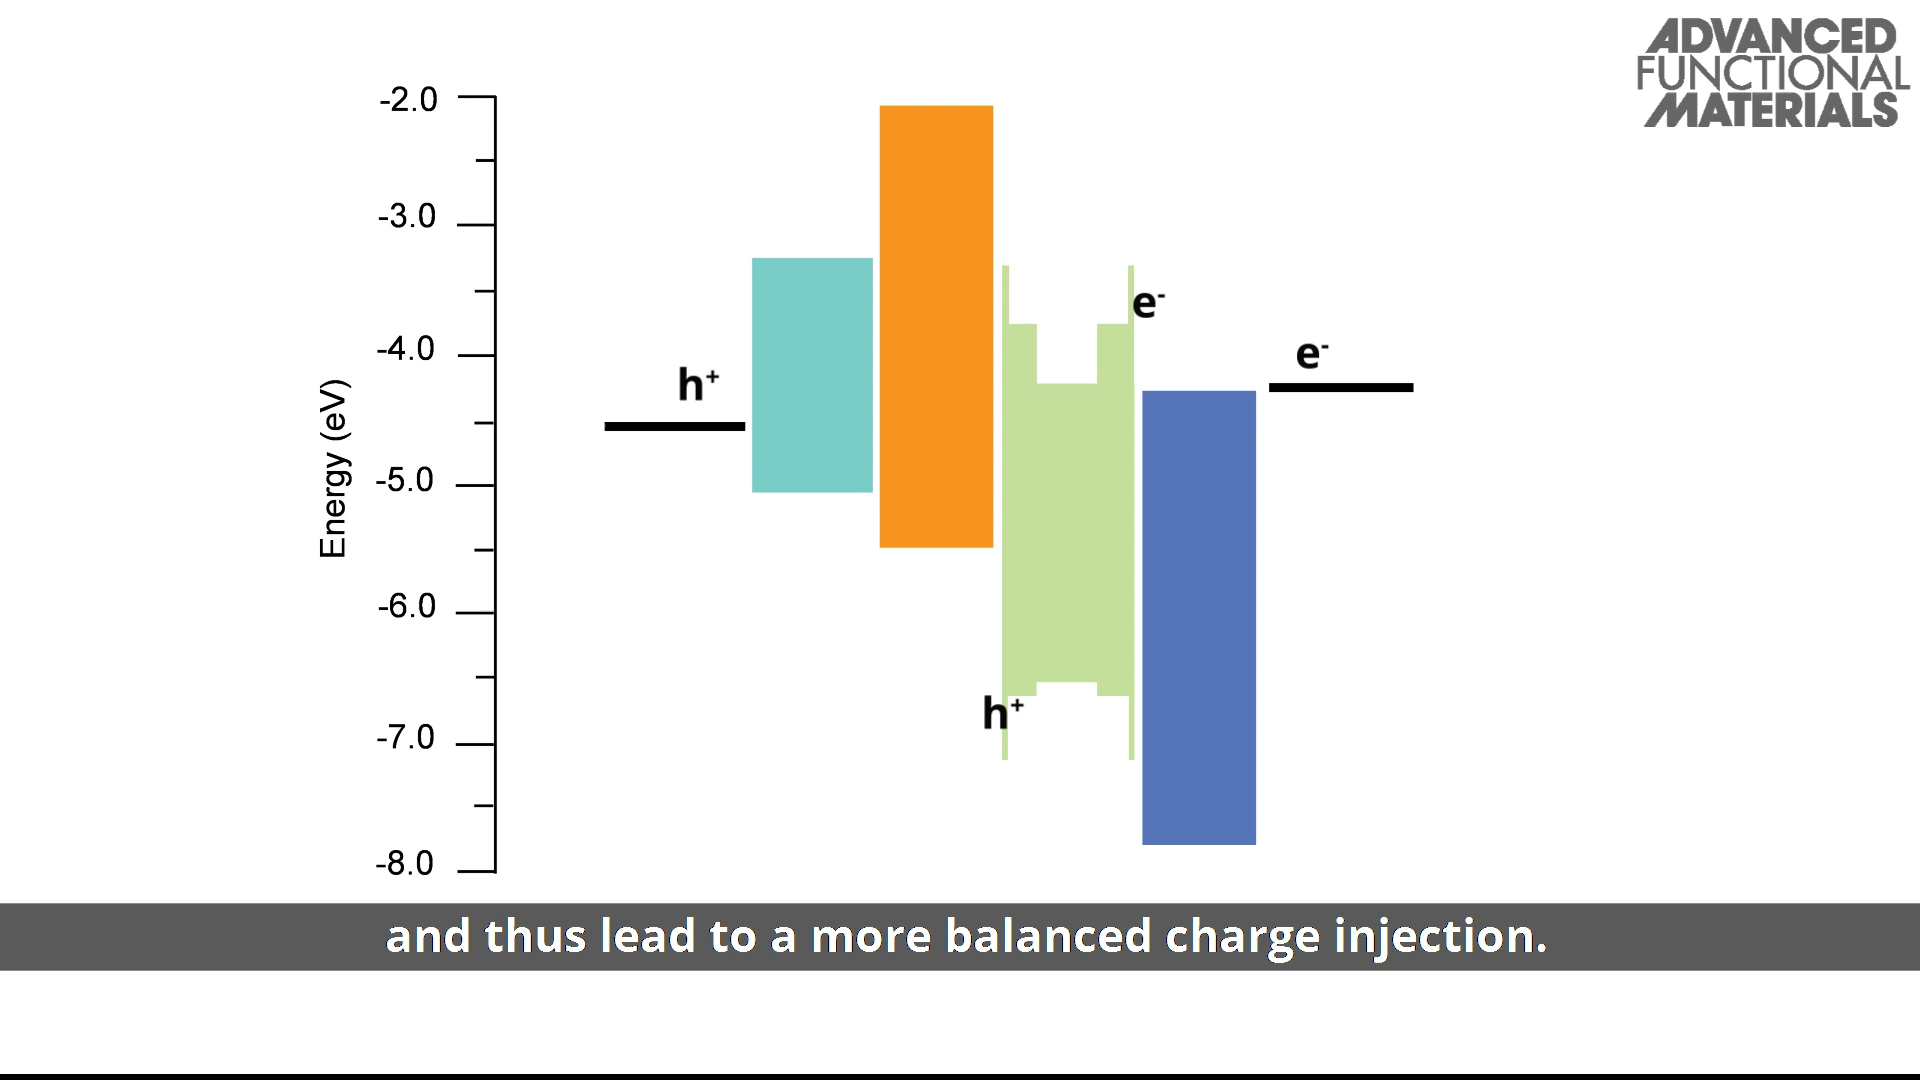 ADVANCED
FUNCTIONAL
MATERIALS
-2.0
-3.0
-4.0
-5.0
-6.0
-7.0
-8.0
Energy (eV)
h⁺
e⁻
e⁻
h⁺
and thus lead to a more balanced charge injection.